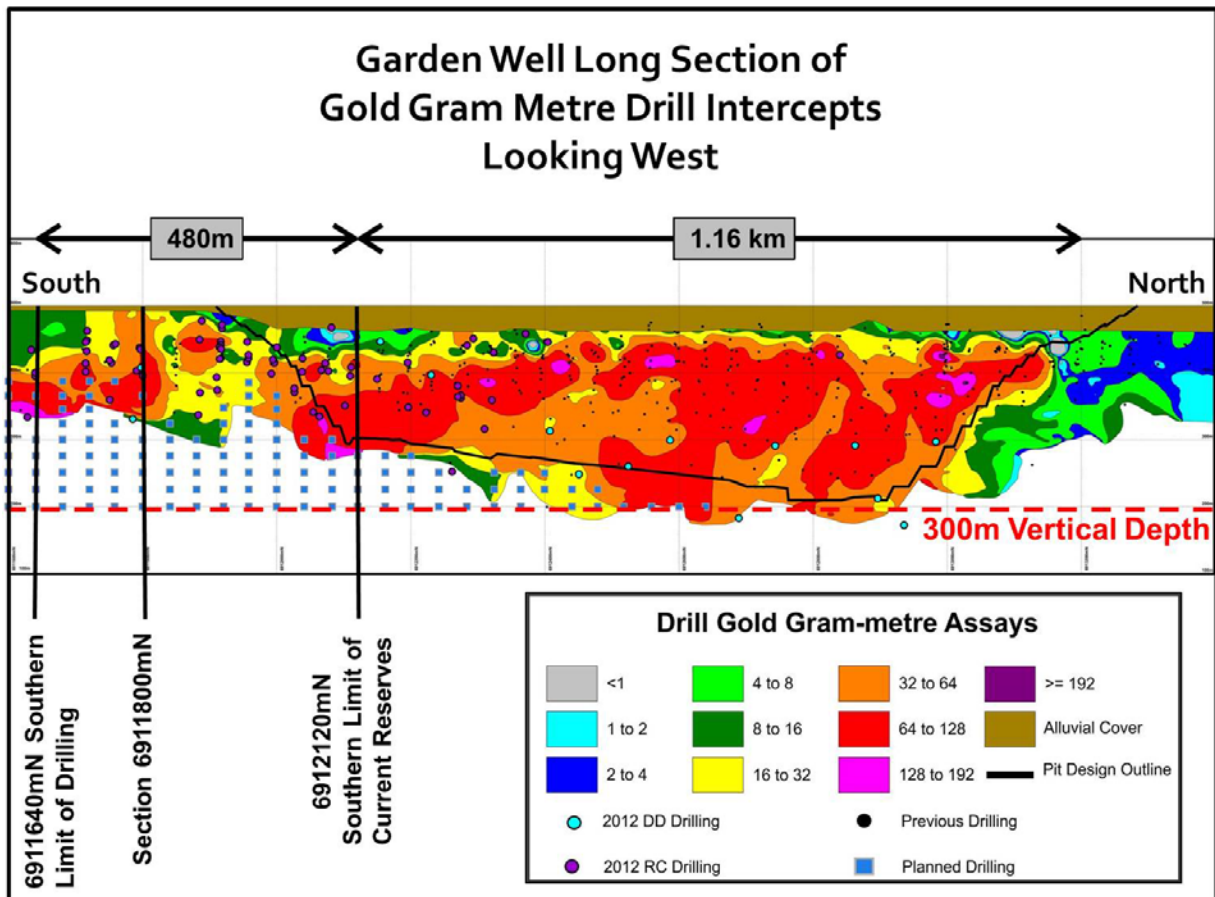 Garden Well Long Section of
Gold Gram Metre Drill Intercepts
Looking West
480m
1.16 km
South
North
300m Vertical Depth
6911640mN Southern
Limit of Drilling
Section 6911800mN
6912120mN
Southern Limit of
Current Reserves
Drill Gold Gram-metre Assays
<1
4 to 8
32 to 64
>= 192
1 to 2
8 to 16
64 to 128
Alluvial Cover
2 to 4
16 to 32
128 to 192
Pit Design Outline
2012 DD Drilling
Previous Drilling
2012 RC Drilling
Planned Drilling